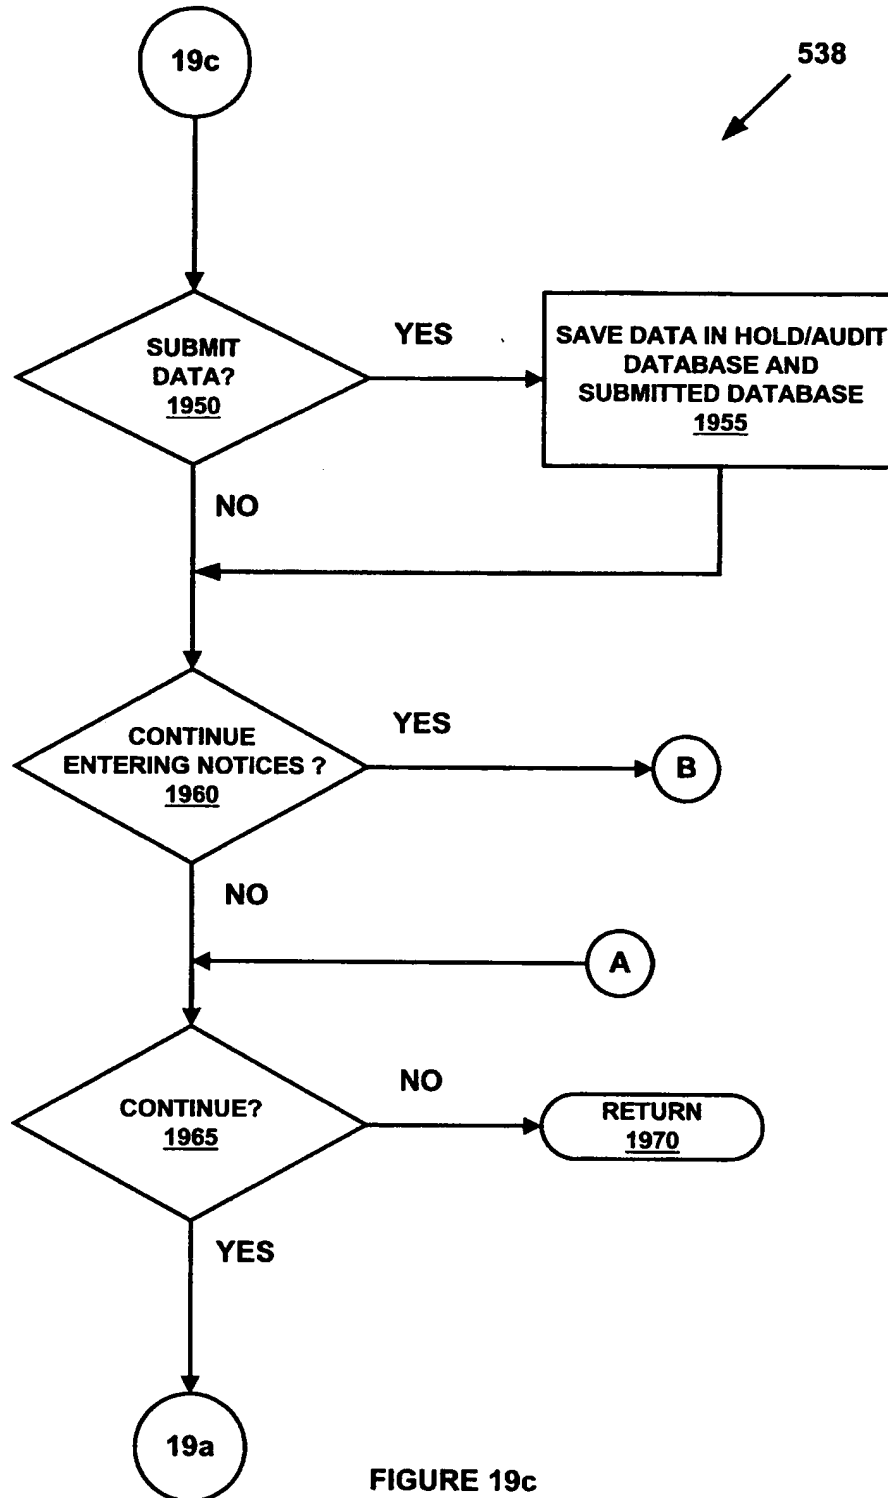 19c
538
SUBMIT
DATA?
1950
YES
SAVE DATA IN HOLD/AUDIT
DATABASE AND
SUBMITTED DATABASE
1955
NO
CONTINUE
ENTERING NOTICES ?
1960
YES
B
NO
A
CONTINUE?
1965
NO
RETURN
1970
YES
19a
FIGURE 19c